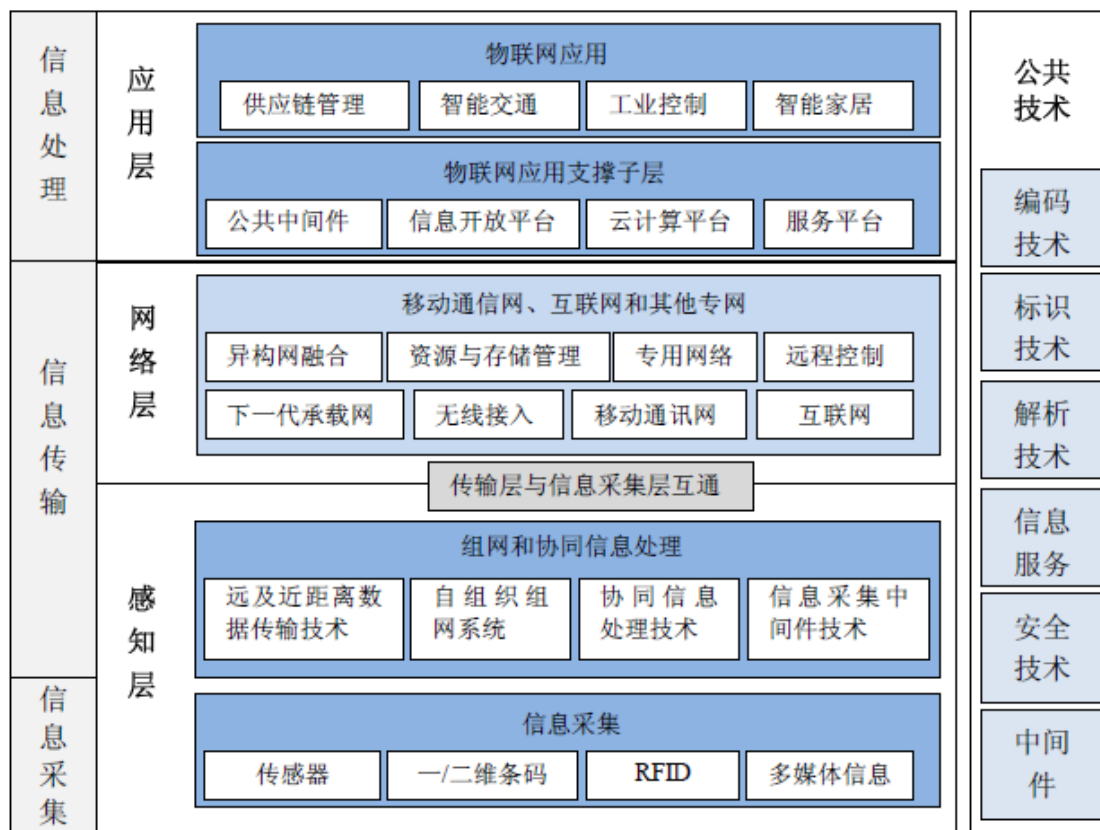 信息处理
应用层
物联网应用
供应链管理
智能交通
工业控制
智能家居
物联网应用支撑子层
公共中间件
信息开放平台
云计算平台
服务平台
信息传输
网络层
移动通信网、互联网和其他专网
异构网融合
资源与存储管理
专用网络
远程控制
下一代承载网
无线接入
移动通讯网
互联网
传输层与信息采集层互通
感知层
组网和协同信息处理
远及近距离数
据传输技术
自组织组
网系统
协同信息
处理技术
信息采集中
间件技术
信息采集
信息采集
传感器
一/二维条码
RFID
多媒体信息
公共
技术
编码
技术
标识
技术
解析
技术
信息
服务
安全
技术
中间
件